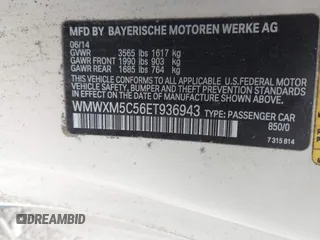 MFD BY BAYERISCHE MOTOREN WERKE AG
06/14
GVWR 3565 lbs 1617 kg
GAWR FRONT 1990 lbs 903 kg
GAWR REAR 1685 lbs 764 kg
THIS VEHICLE CONFORMS TO ALL APPLICABLE
U.S. FEDERAL MOTOR VEHICLE SAFETY,
BUMPER, AND THEFT PREVENTION
STANDARDS IN EFFECT ON THE DATE OF
MANUFACTURE SHOWN ABOVE.
WMWXM5C56ET936943 TYPE: PASSENGER CAR
850/0
7 315 814
DREAMBID